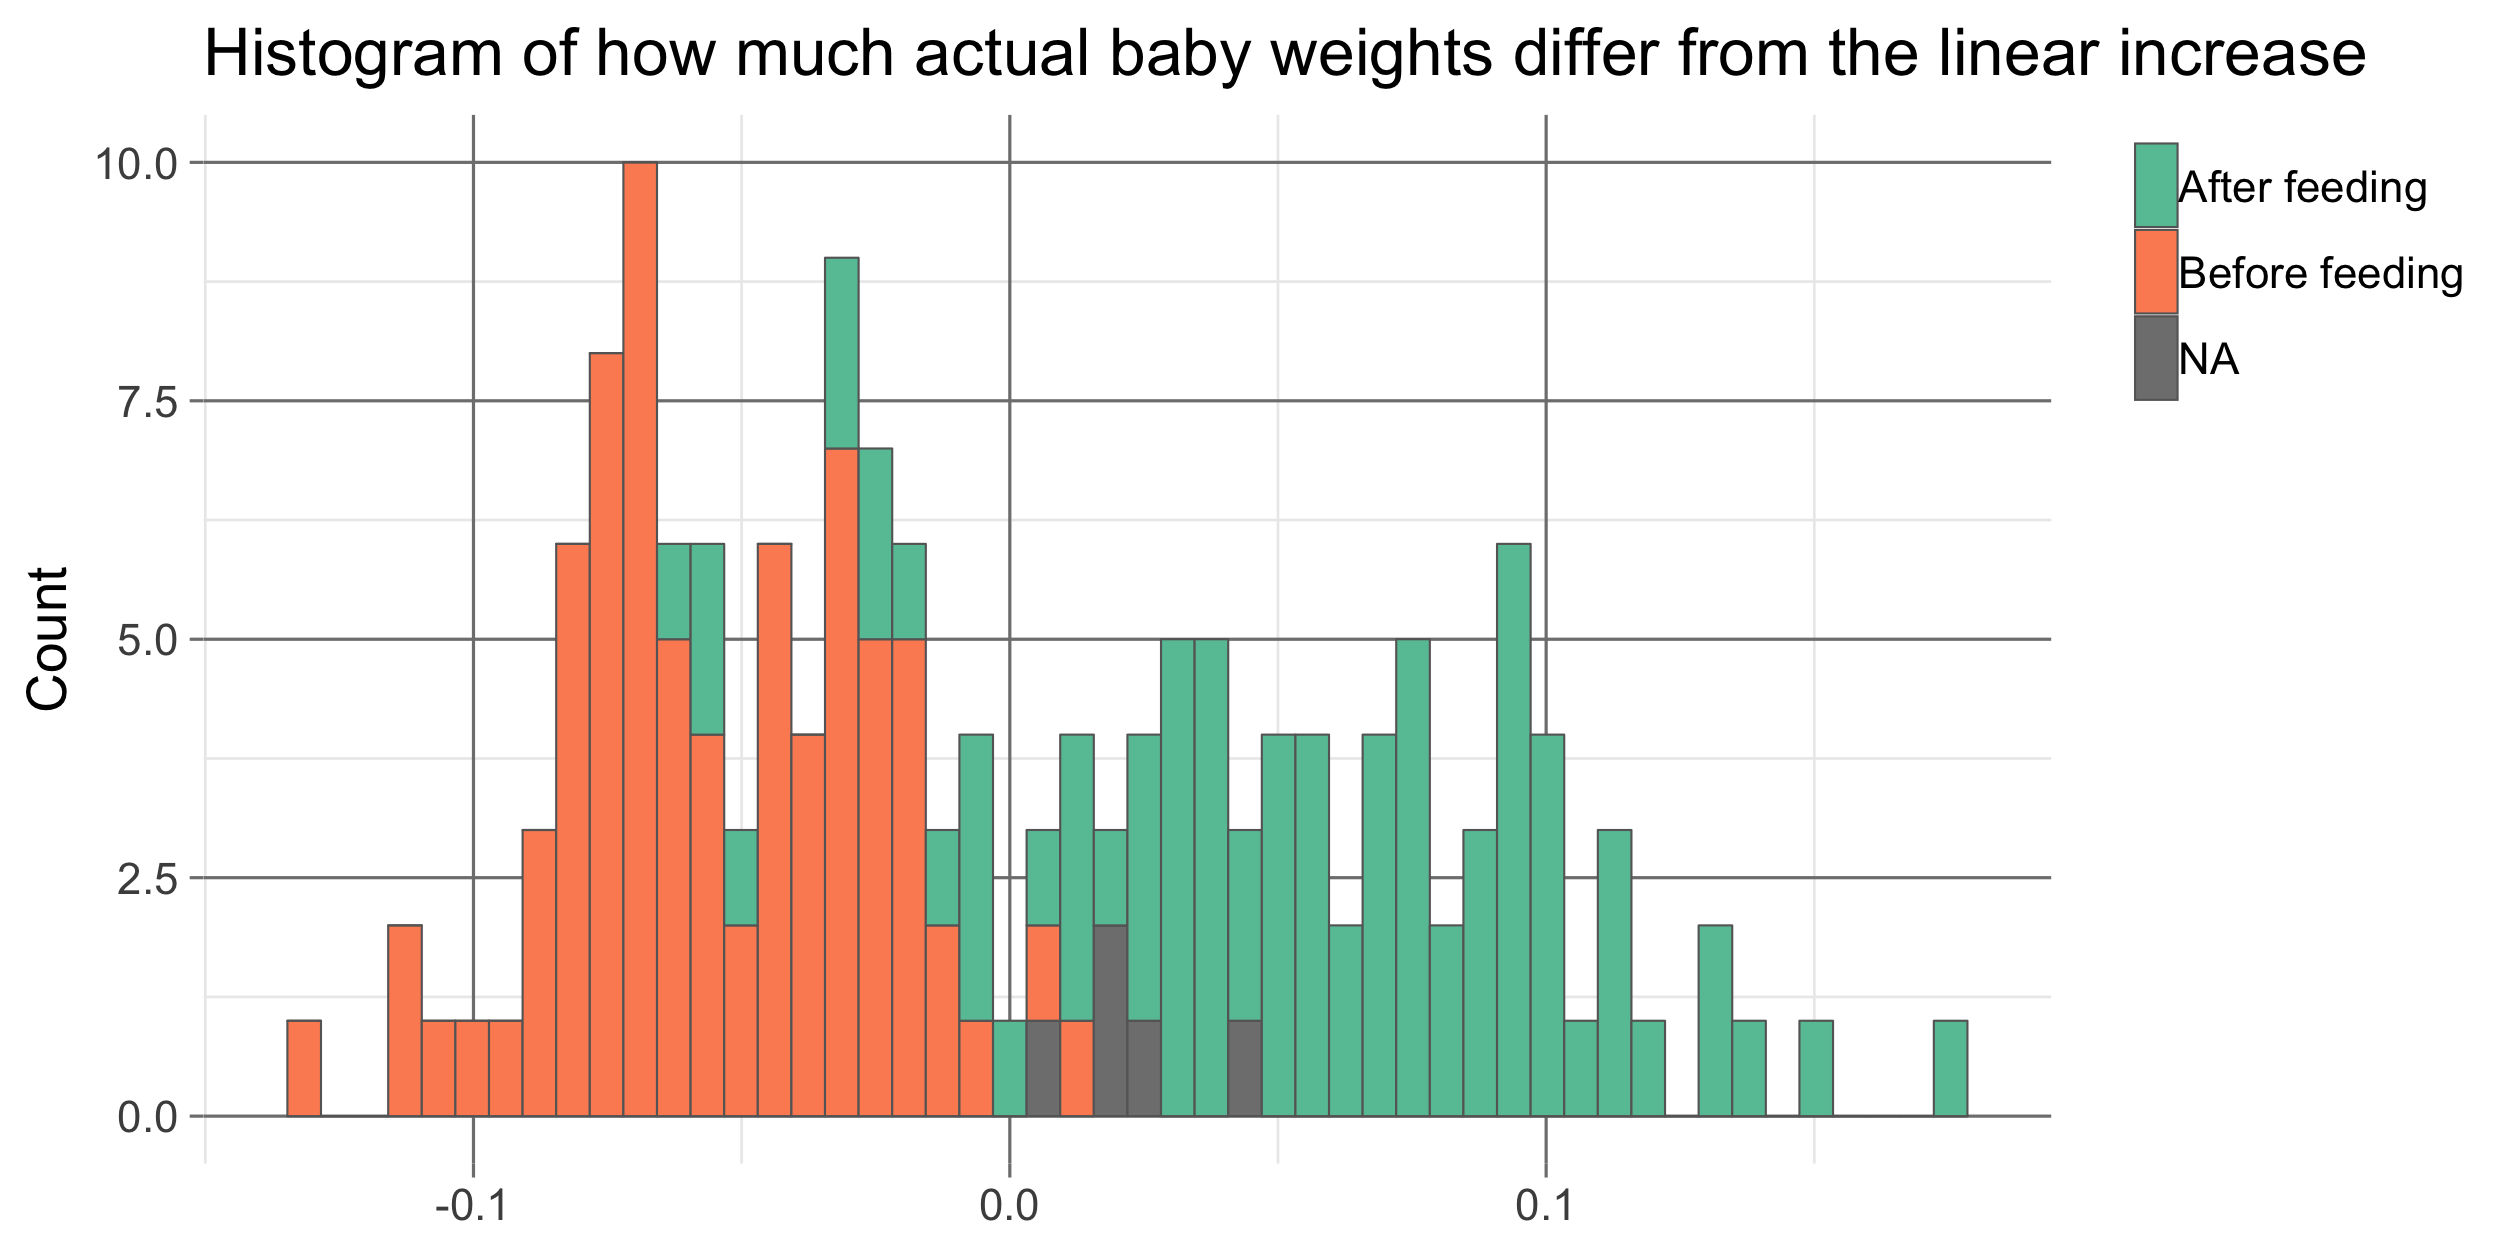 Histogram of how much actual baby weights differ from the linear increase
10.0
7.5
5.0
2.5
0.0
Count
-0.1
0.0
0.1
After feeding
Before feeding
NA